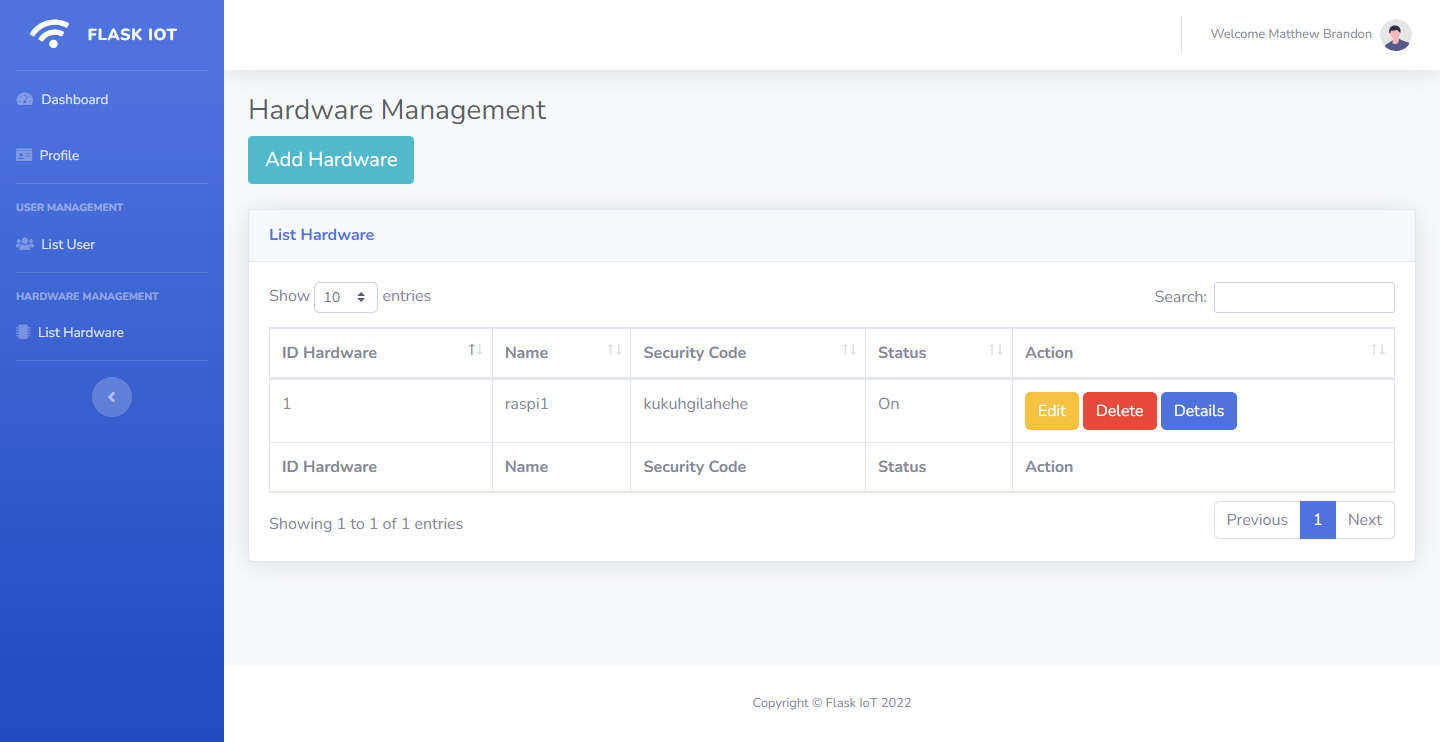 FLASK IOT
Welcome Matthew Brandon
Dashboard
Profile
USER MANAGEMENT
List User
HARDWARE MANAGEMENT
List Hardware
Hardware Management
Add Hardware
List Hardware
Show 10 entries
Search:
ID Hardware Name Security Code Status Action
1 raspi1 kukuhgilahehe On Edit Delete Details
ID Hardware Name Security Code Status Action
Showing 1 to 1 of 1 entries
Previous 1 Next
Copyright © Flask IoT 2022